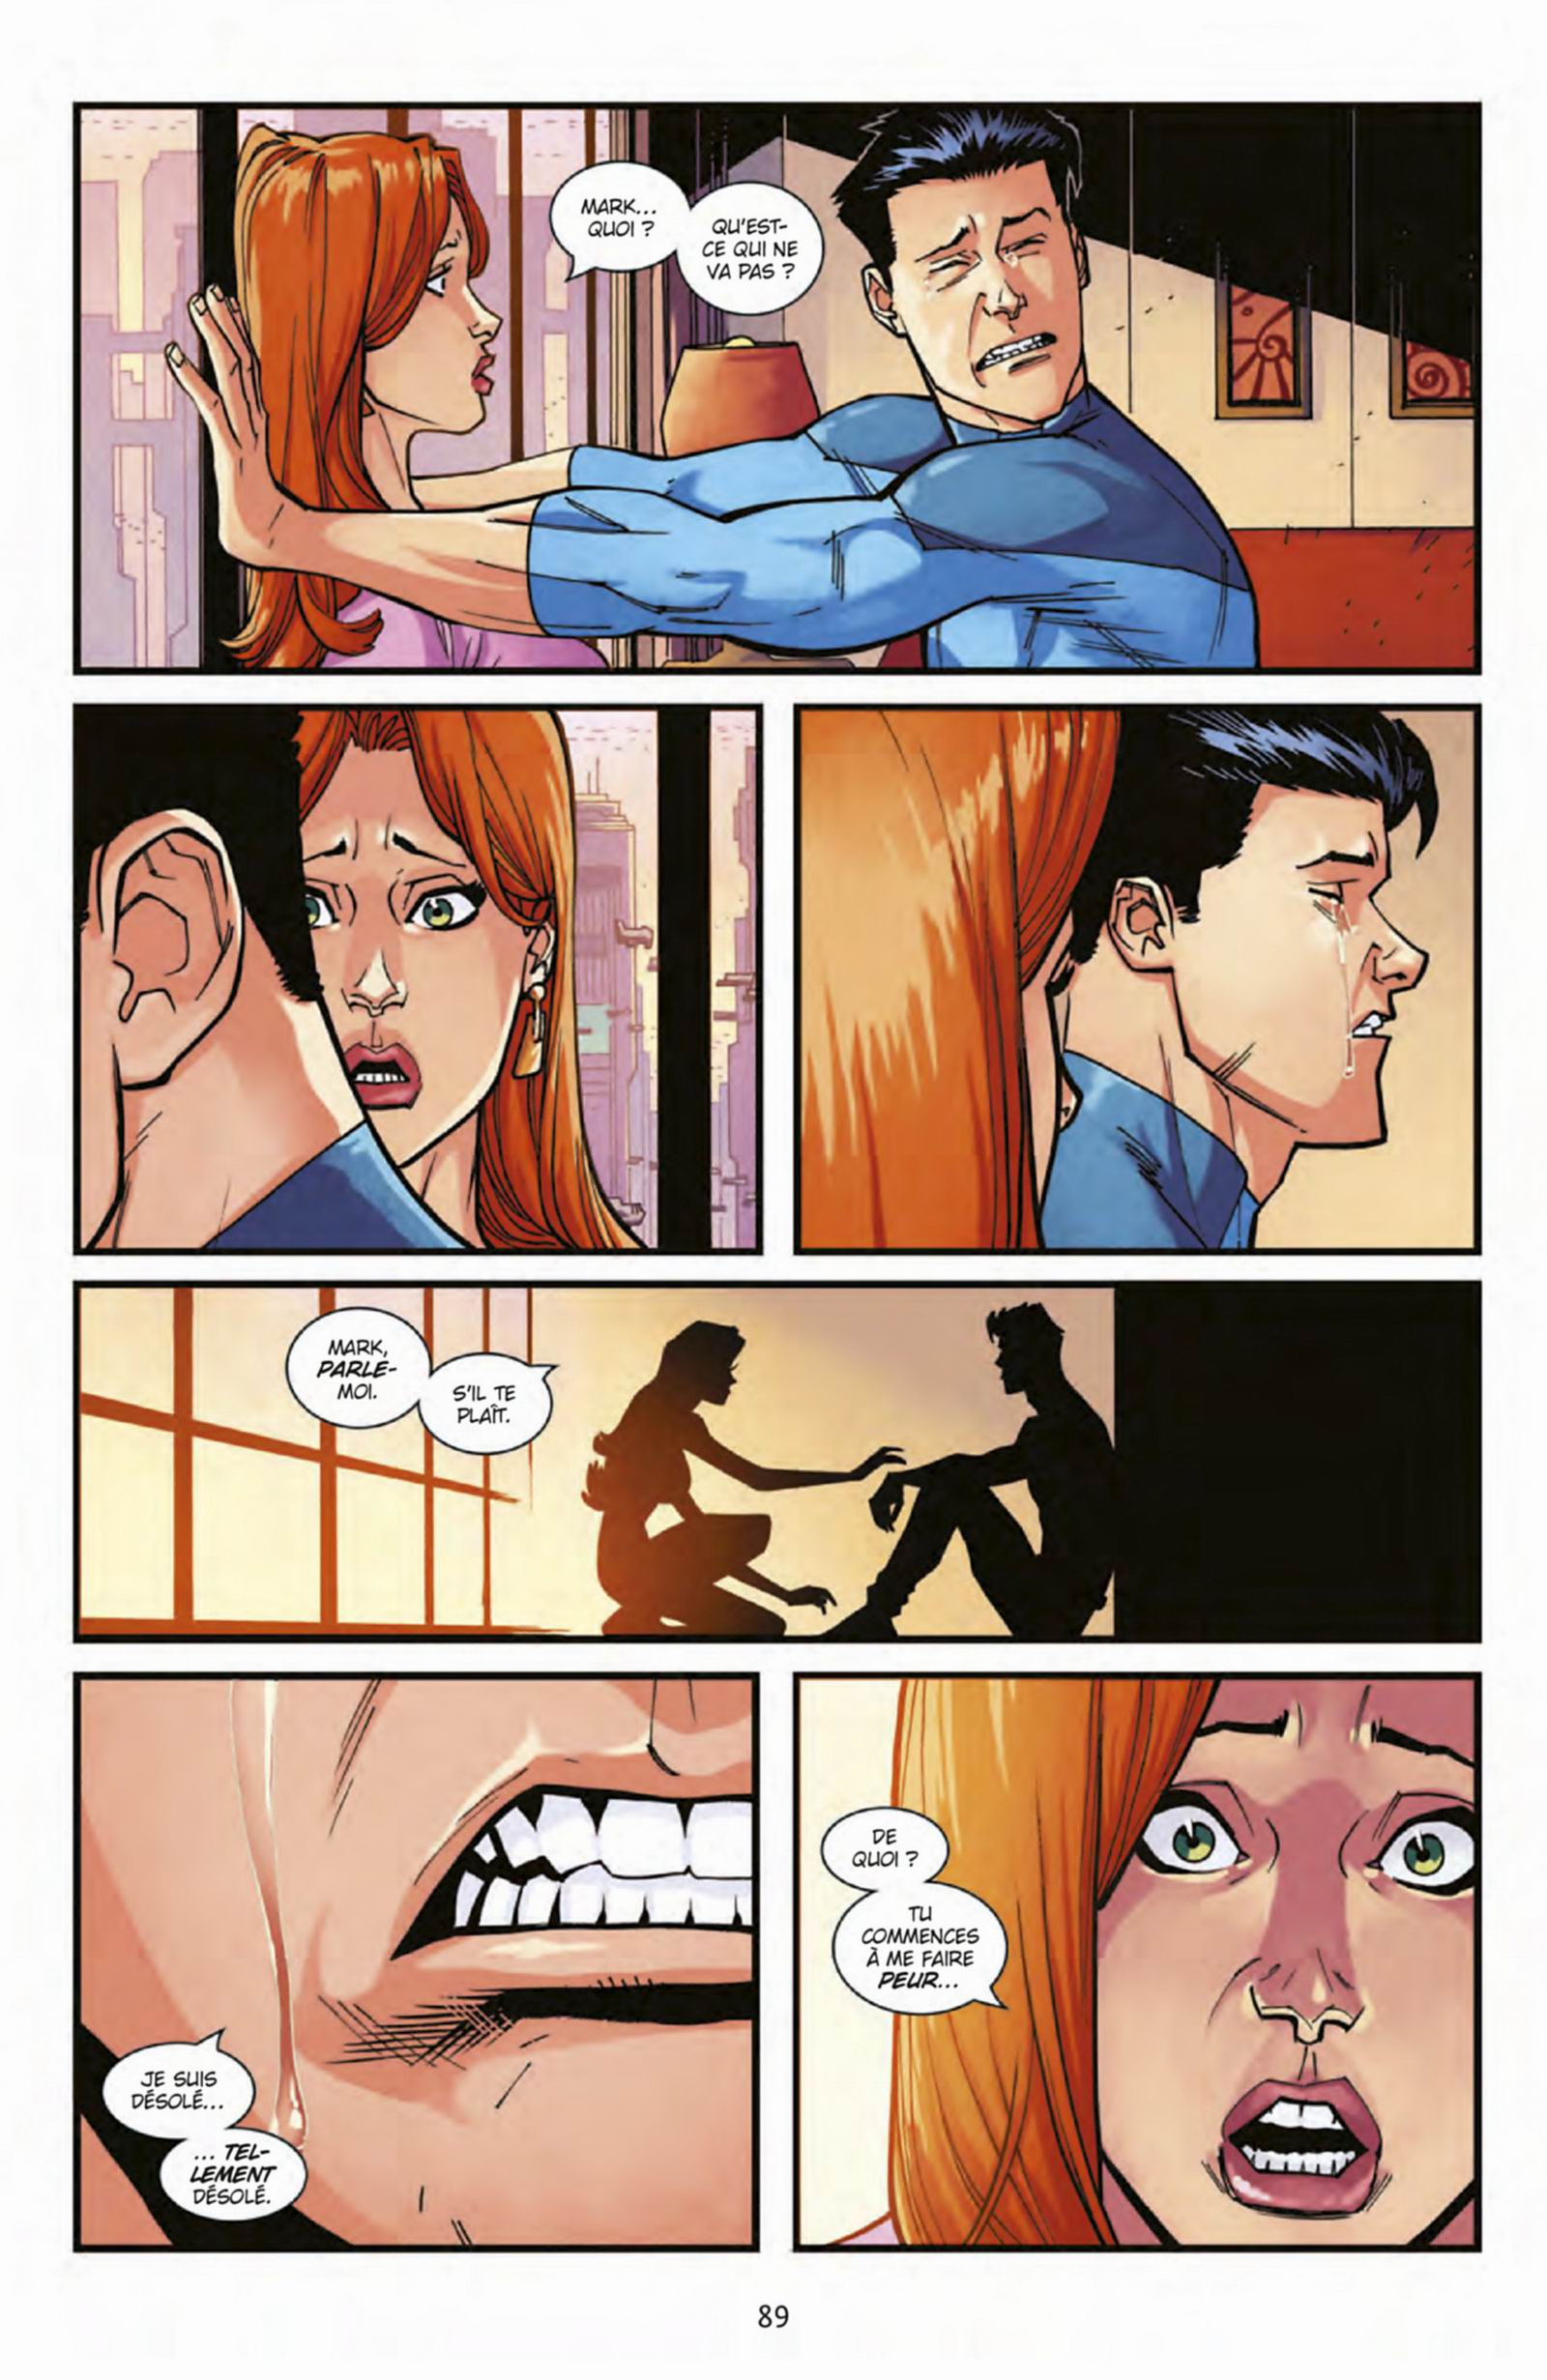 MARK...
QUOI ?
QU'EST-
CE QUI NE
VA PAS ?
MARK,
PARLE-
MOI.
S'IL TE
PLAÎT.
JE SUIS
DÉSOLÉ...
... TEL-
LEMENT
DÉSOLÉ.
DE
QUOI ?
TU
COMMENCES
À ME FAIRE
PEUR...
89